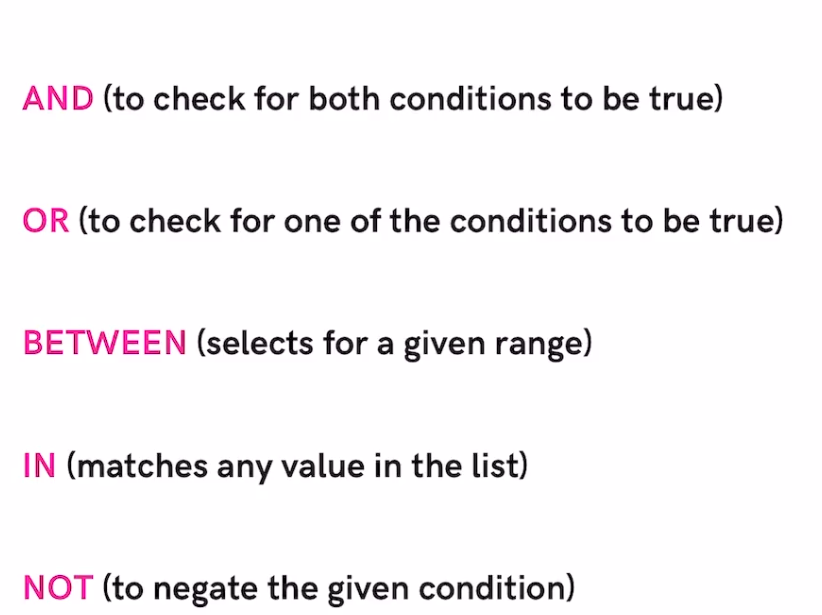 AND (to check for both conditions to be true)
OR (to check for one of the conditions to be true)
BETWEEN (selects for a given range)
IN (matches any value in the list)
NOT (to negate the given condition)